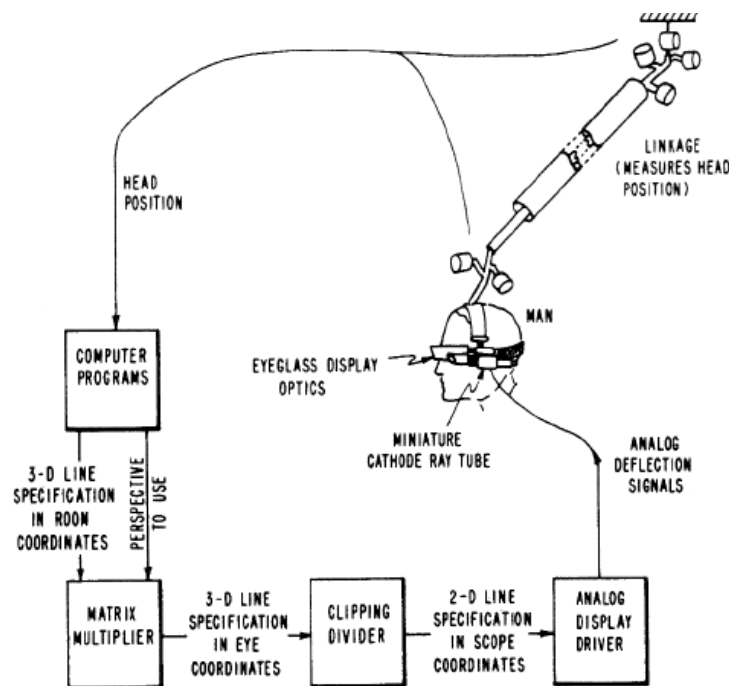 LINKAGE
(MEASURES HEAD
POSITION)
HEAD
POSITION
MAN
COMPUTER
PROGRAMS
EYEGLASS DISPLAY
OPTICS
MINIATURE
CATHODE RAY TUBE
ANALOG
DEFLECTION
SIGNALS
3-D LINE
SPECIFICATION
IN ROOM
COORDINATES
PERSPECTIVE
TO USE
MATRIX
MULTIPLIER
3-D LINE
SPECIFICATION
IN EYE
COORDINATES
CLIPPING
DIVIDER
2-D LINE
SPECIFICATION
IN SCOPE
COORDINATES
ANALOG
DISPLAY
DRIVER